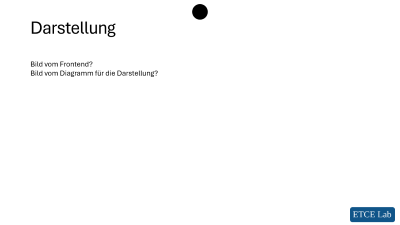 Darstellung
Bild vom Frontend?
Bild vom Diagramm für die Darstellung?
ETCE Lab